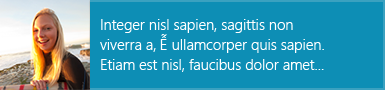 Integer nisl sapien, sagittis non
viverra a, Ế ullamcorper quis sapien.
Etiam est nisl, faucibus dolor amet...